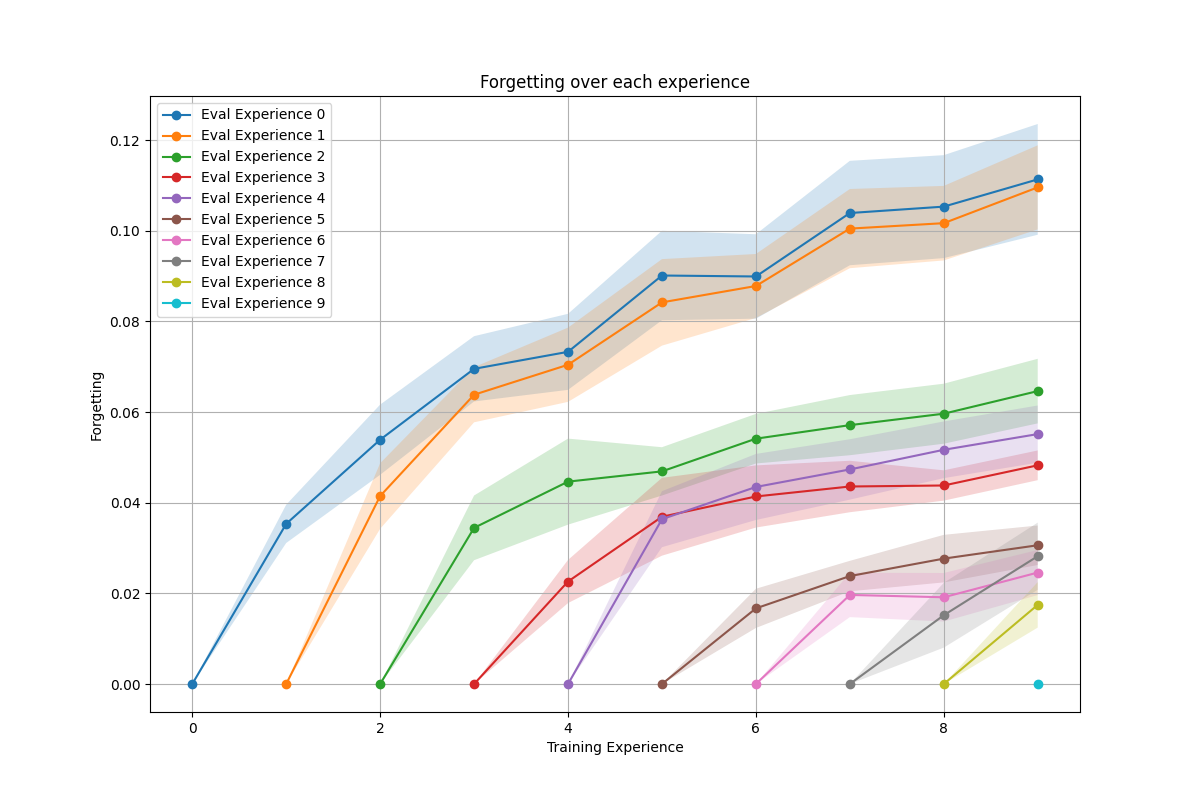 Forgetting over each experience
Eval Experience 0
Eval Experience 1
Eval Experience 2
Eval Experience 3
Eval Experience 4
Eval Experience 5
Eval Experience 6
Eval Experience 7
Eval Experience 8
Eval Experience 9
0.12
0.10
0.08
0.06
0.04
0.02
0.00
Forgetting
0 2 4 6 8
Training Experience